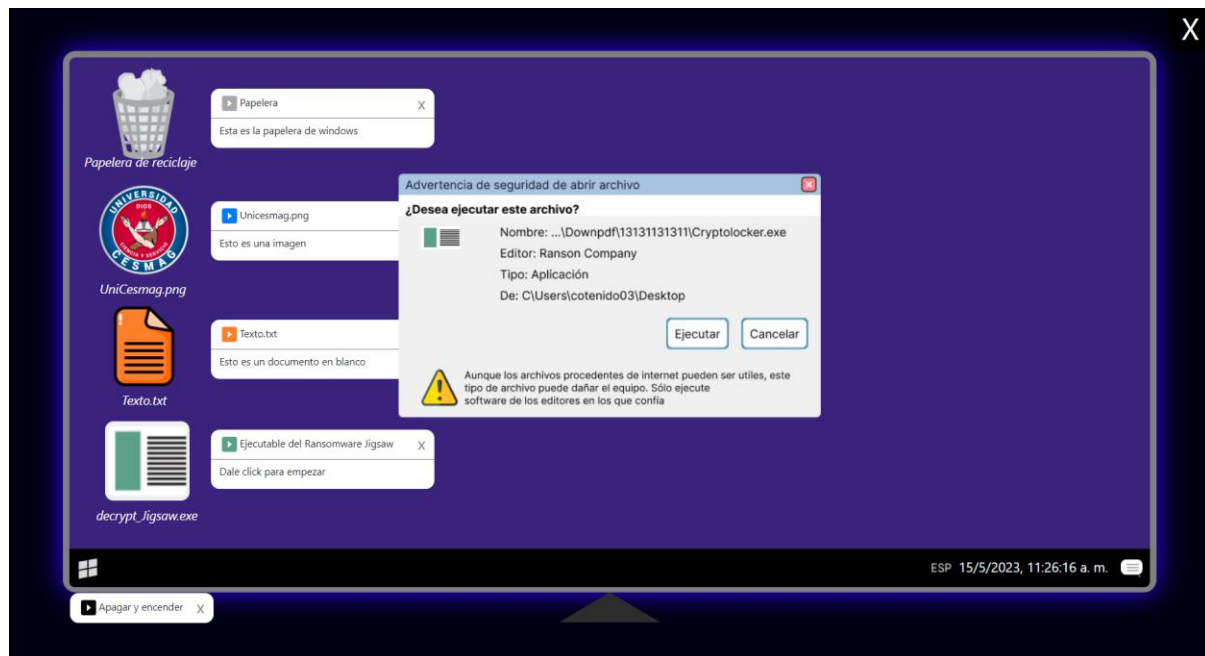 X
Papelera X
Esta es la papelera de windows
Papelera de reciclaje
UNIVERSIDAD
DIOS
CIENCIA Y SERVICIO
CESMAG
Unicesmag.png
Esto es una imagen
UniCesmag.png
Texto.txt
Esto es un documento en blanco
Texto.txt
Ejecutable del Ransomware Jigsaw X
Dale click para empezar
decrypt_Jigsaw.exe
Advertencia de seguridad de abrir archivo
¿Desea ejecutar este archivo?
Nombre: ...\Downpdf\13131131311\Cryptolocker.exe
Editor: Ranson Company
Tipo: Aplicación
De: C\Users\cotenido03\Desktop
Ejecutar Cancelar
Aunque los archivos procedentes de internet pueden ser utiles, este
tipo de archivo puede dañar el equipo. Sólo ejecute
software de los editores en los que confía
ESP 15/5/2023, 11:26:16 a. m.
Apagar y encender X